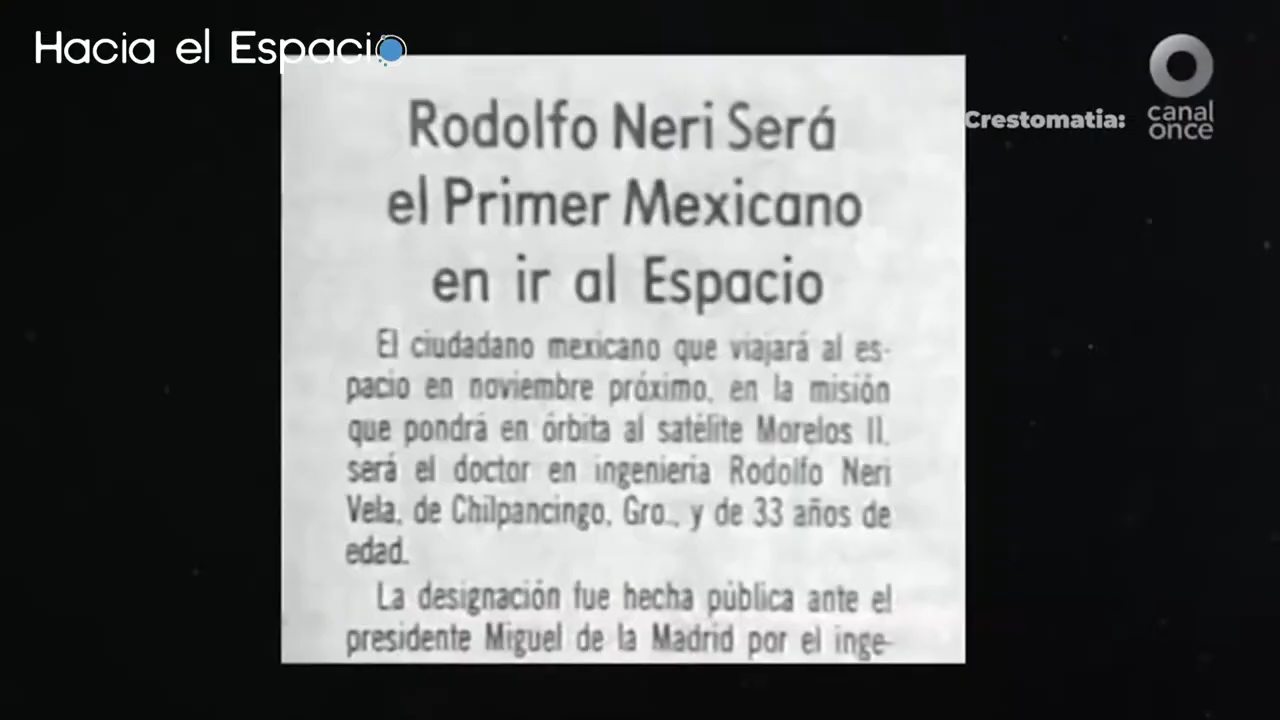 Hacia el Espacio
Crestomatia:
canal
once
Rodolfo Neri Será
el Primer Mexicano
en ir al Espacio
El ciudadano mexicano que viajará al es-
pacio en noviembre próximo, en la misión
que pondrá en órbita al satélite Morelos II,
será el doctor en ingeniería Rodolfo Neri
Vela, de Chilpancingo, Gro., y de 33 años de
edad.
La designación fue hecha pública ante el
presidente Miguel de la Madrid por el inge-